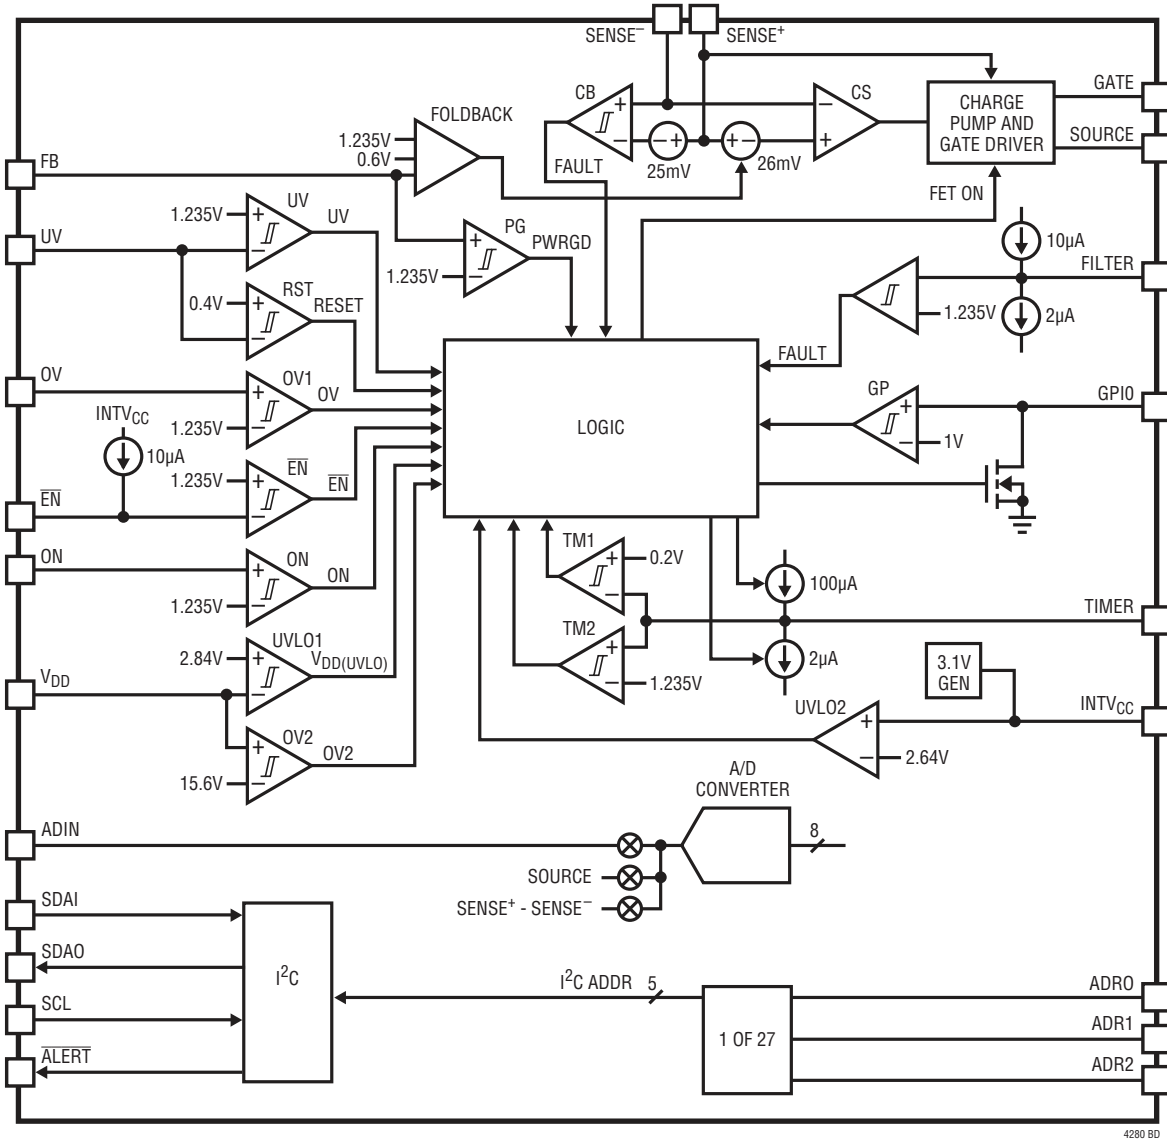 SENSE–
SENSE+
CB
+
–
CS
–
+
CHARGE
PUMP AND
GATE DRIVER
GATE
SOURCE
FOLDBACK
1.235V
0.6V
FB
FAULT
– +
25mV
+ –
26mV
FET ON
UV
1.235V
+
–
UV
UV
PG
+
–
PWRGD
1.235V
10µA
FILTER
1.235V
2µA
0.4V
+
–
RST
RESET
FAULT
OV
+
–
OV1
OV
1.235V
LOGIC
GP
+
–
1V
GPIO
INTVCC
10µA
1.235V
+
–
EN
EN
EN
ON
+
–
ON
ON
1.235V
TM1
+
–
0.2V
100µA
TIMER
TM2
+
–
1.235V
2µA
2.84V
+
–
UVLO1
VDD(UVLO)
VDD
3.1V
GEN
INTVCC
UVLO2
+
–
2.64V
+
–
OV2
OV2
15.6V
A/D
CONVERTER
8
ADIN
SOURCE
SENSE+ - SENSE–
SDAI
SDAO
SCL
ALERT
I2C
I2C ADDR
5
1 OF 27
ADR0
ADR1
ADR2
4280 BD